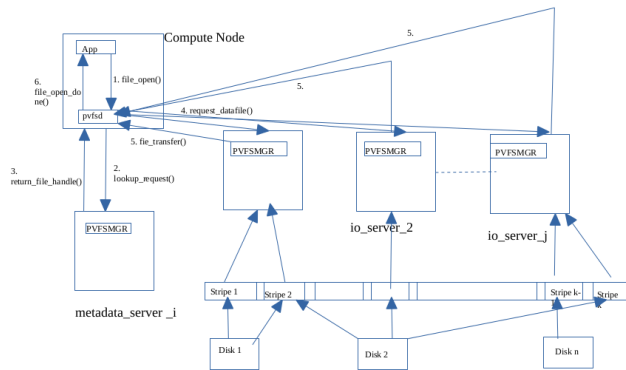 Compute Node
5.
App
1. file_open()
6.
file_open_do
ne()
5.
4. request_datafile()
pvfsd
5. fie_transfer()
PVFSMGR
PVFSMGR
PVFSMGR
3.
return_file_handle()
2.
lookup_request()
PVFSMGR
io_server_2
io_server_j
Stripe 1
Stripe 2
Stripe k-
Stripe
metadata_server _i
Disk 1
Disk 2
Disk n